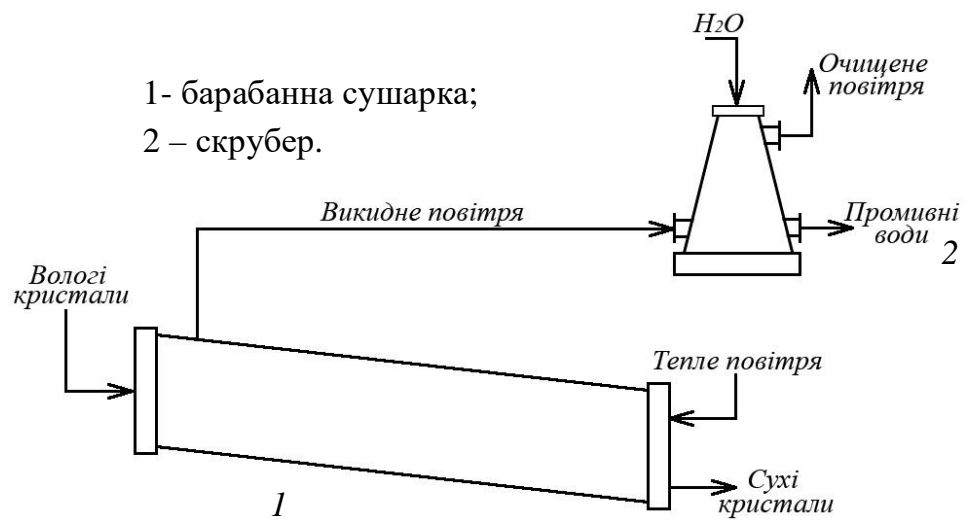 H2O
Очищене
повітря
1- барабанна сушарка;
2 – скрубер.
Викидне повітря
Промивні
води
2
Вологі
кристали
Тепле повітря
Сухі
кристали
1